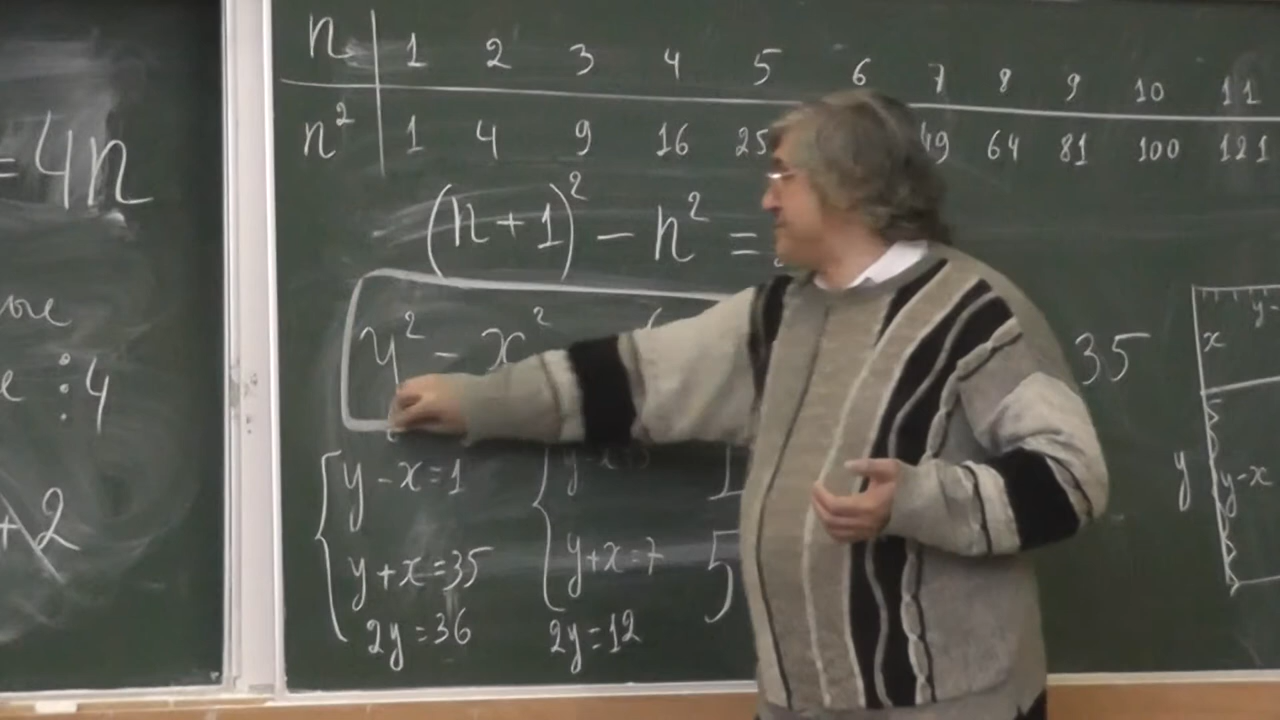 = 4n
⋮ 4
+ 2
n 1 2 3 4 5 6 7 8 9 10 11
n² 1 4 9 16 25 49 64 81 100 121
(n+1)² − n² =
y² − x²
35
y − x = 1
y + x = 35
2y = 36
y + x = 7
2y = 12
1
5
x
y
y-x